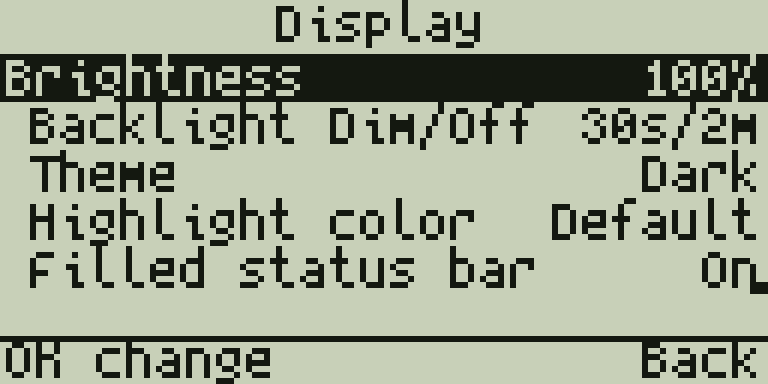 Display
Brightness 100%
Backlight Dim/Off 30s/2m
Theme Dark
Highlight color Default
Filled status bar On
OK change Back